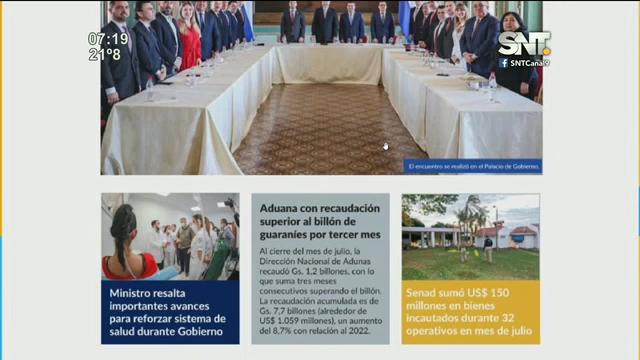 07:19
21°8
SNT
SNTCanal9
El encuentro se realizó en el Palacio de Gobierno.
Ministro resalta
importantes avances
para reforzar sistema de
salud durante Gobierno
Aduana con recaudación
superior al billón de
guaraníes por tercer mes
Al cierre del mes de julio, la
Dirección Nacional de Adunas
recaudó Gs. 1,2 billones, con lo
que suma tres meses
consecutivos superando el billón.
La recaudación acumulada es de
Gs. 7,7 billones (alrededor de
US$ 1.059 millones), un aumento
del 8,7% con relación al 2022.
Senad sumó US$ 150
millones en bienes
incautados durante 32
operativos en mes de julio